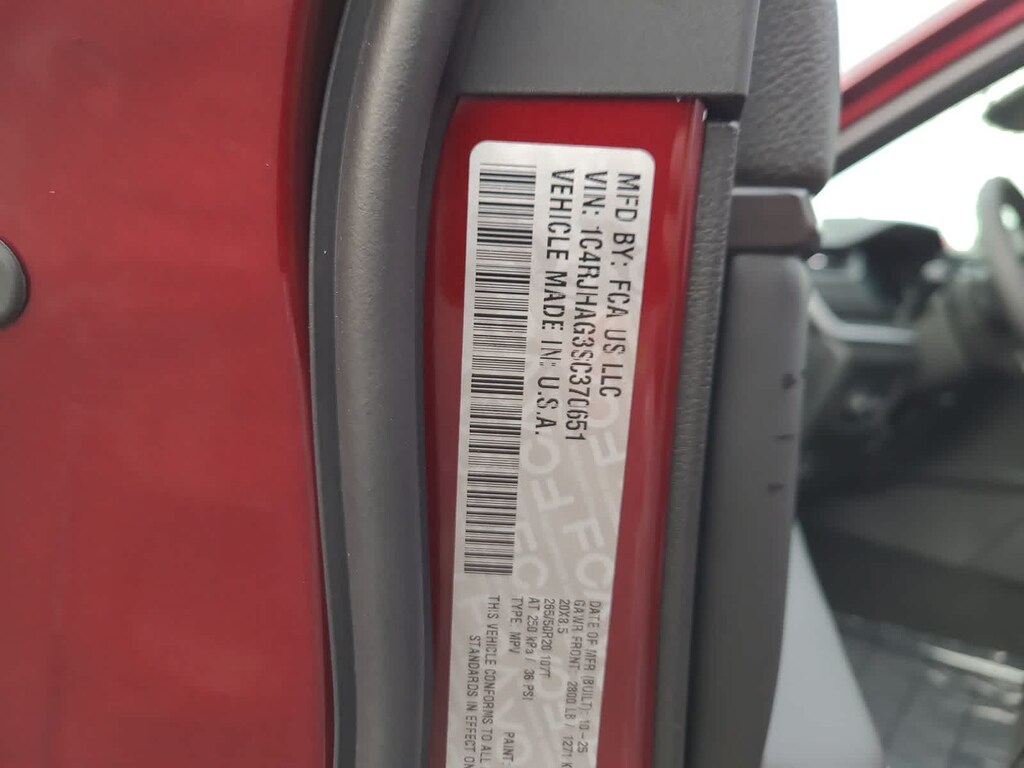 MFD BY: FCA US LLC
VIN: 1C4RJHAG3SC370651
VEHICLE MADE IN: U.S.A.
DATE OF MFR (BUILT): 10-25
GAWR FRONT: 2800 LB / 1271 K
20X8.5
265/50R20 107T
AT 250 kPa / 36 PSI
TYPE: MPV PAINT:
THIS VEHICLE CONFORMS TO ALL
STANDARDS IN EFFECT ON